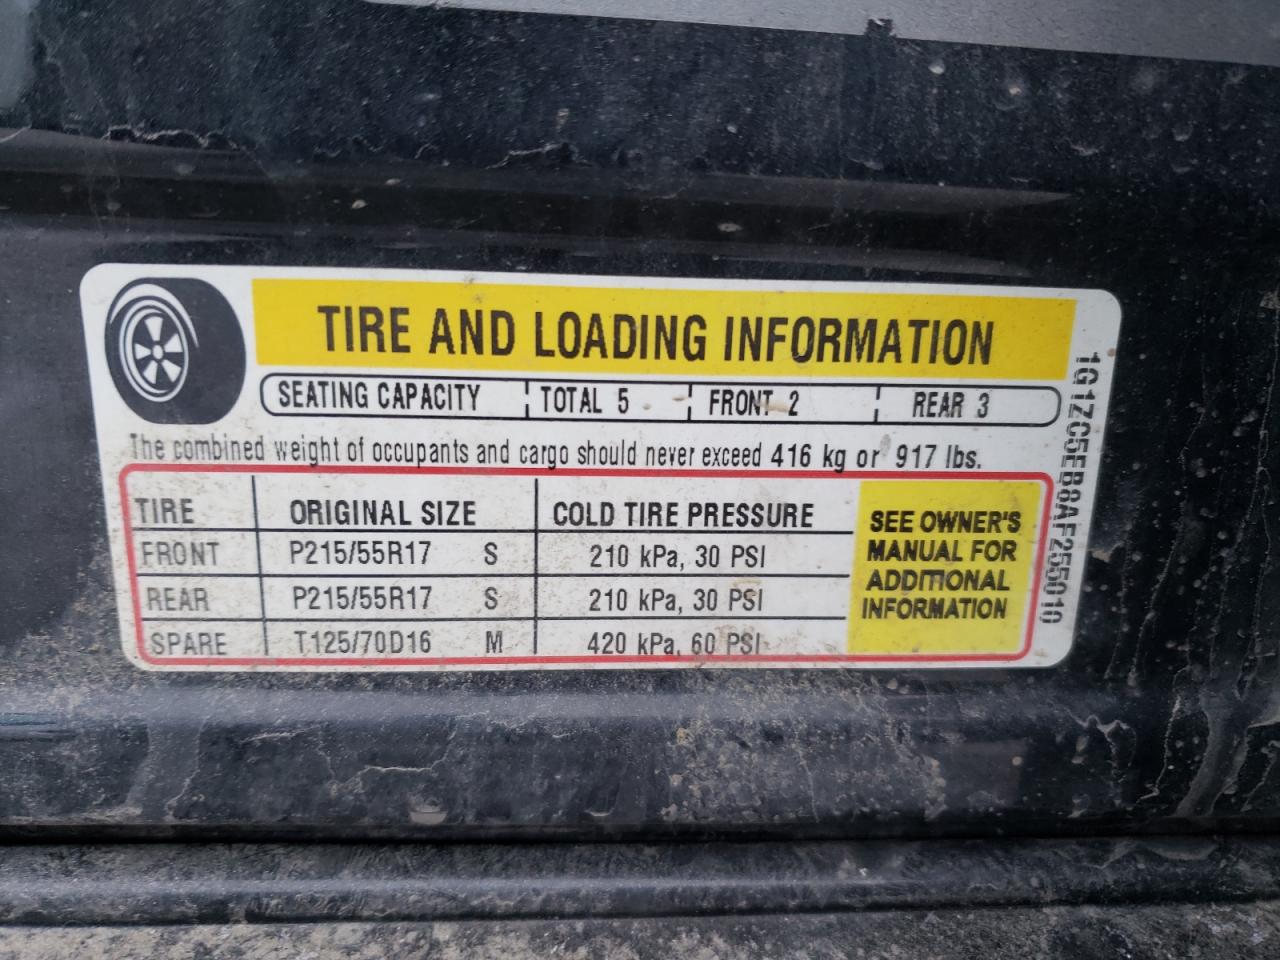 TIRE AND LOADING INFORMATION
SEATING CAPACITY TOTAL 5 FRONT 2 REAR 3
The combined weight of occupants and cargo should never exceed 416 kg or 917 lbs.
TIRE ORIGINAL SIZE COLD TIRE PRESSURE
FRONT P215/55R17 S 210 kPa, 30 PSI
REAR P215/55R17 S 210 kPa, 30 PSI
SPARE T125/70D16 M 420 kPa, 60 PSI
SEE OWNER'S
MANUAL FOR
ADDITIONAL
INFORMATION
1G1ZC5EB8AF255010